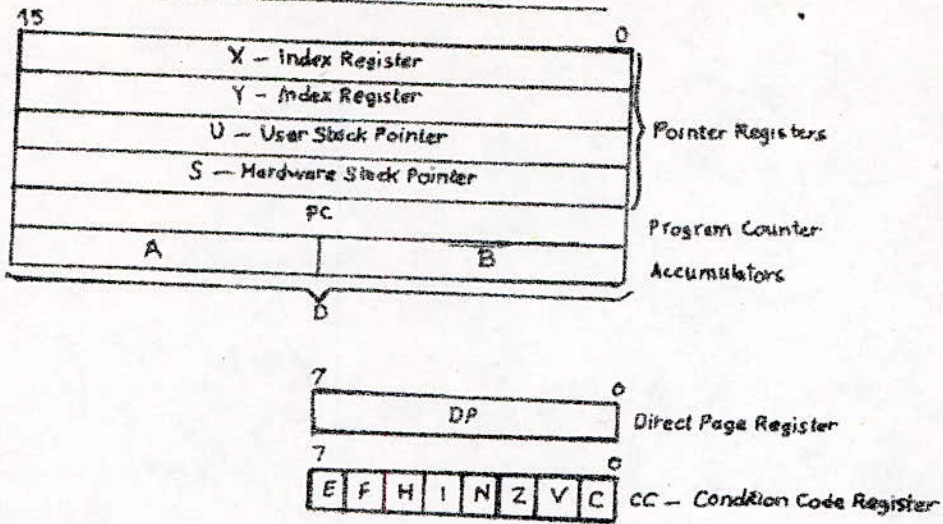 15 0
X – Index Register
Y – Index Register
U – User Stack Pointer
S – Hardware Stack Pointer
Pointer Registers
PC
Program Counter
A B
Accumulators
D
7 0
DP
Direct Page Register
7 0
E F H I N Z V C
CC – Condition Code Register